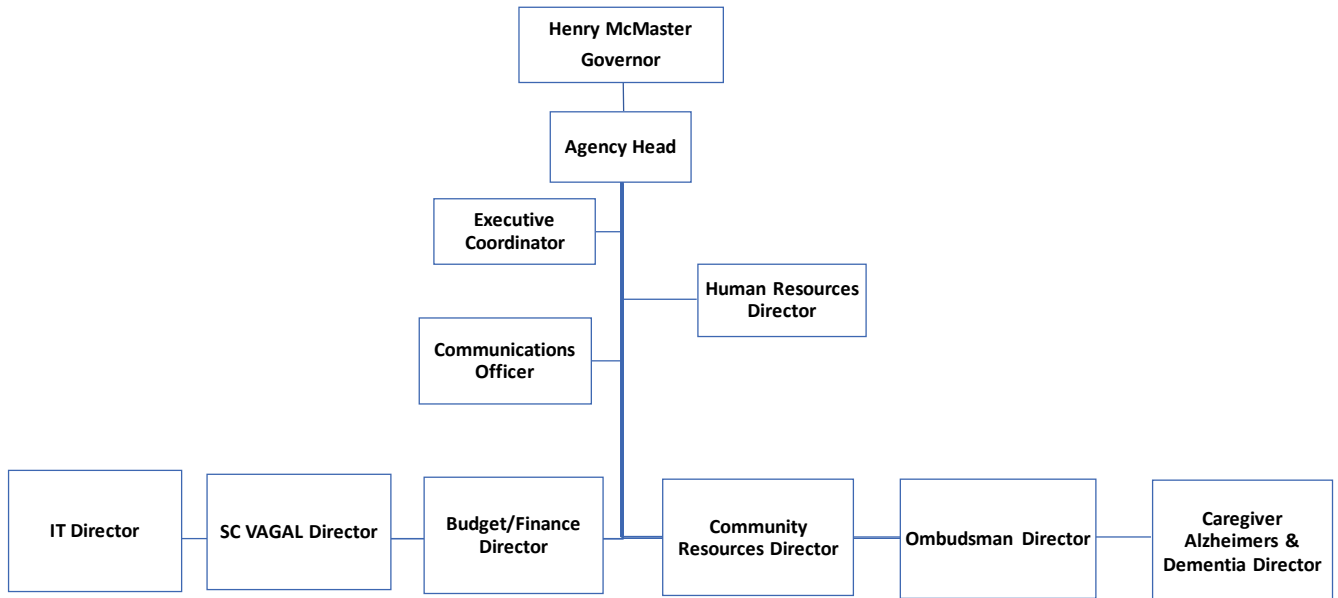 Henry McMaster
Governor
Agency Head
Executive
Coordinator
Human Resources
Director
Communications
Officer
IT Director
SC VAGAL Director
Budget/Finance
Director
Community
Resources Director
Ombudsman Director
Caregiver
Alzheimers &
Dementia Director